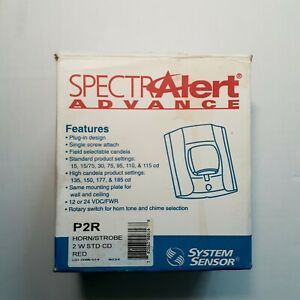 SPECTRAlert®
ADVANCE
Features
• Plug-in design
• Single screw attach
• Field selectable candela
• Standard product settings:
15, 15/75, 30, 75, 95, 110, & 115 cd
• High candela product settings:
135, 150, 177, & 185 cd
• Same mounting plate for
wall and ceiling
• 12 or 24 VDC/FWR
• Rotary switch for horn tone and chime selection
P2R
HORN/STROBE
2 W STD CD
RED
SYSTEM
SENSOR®